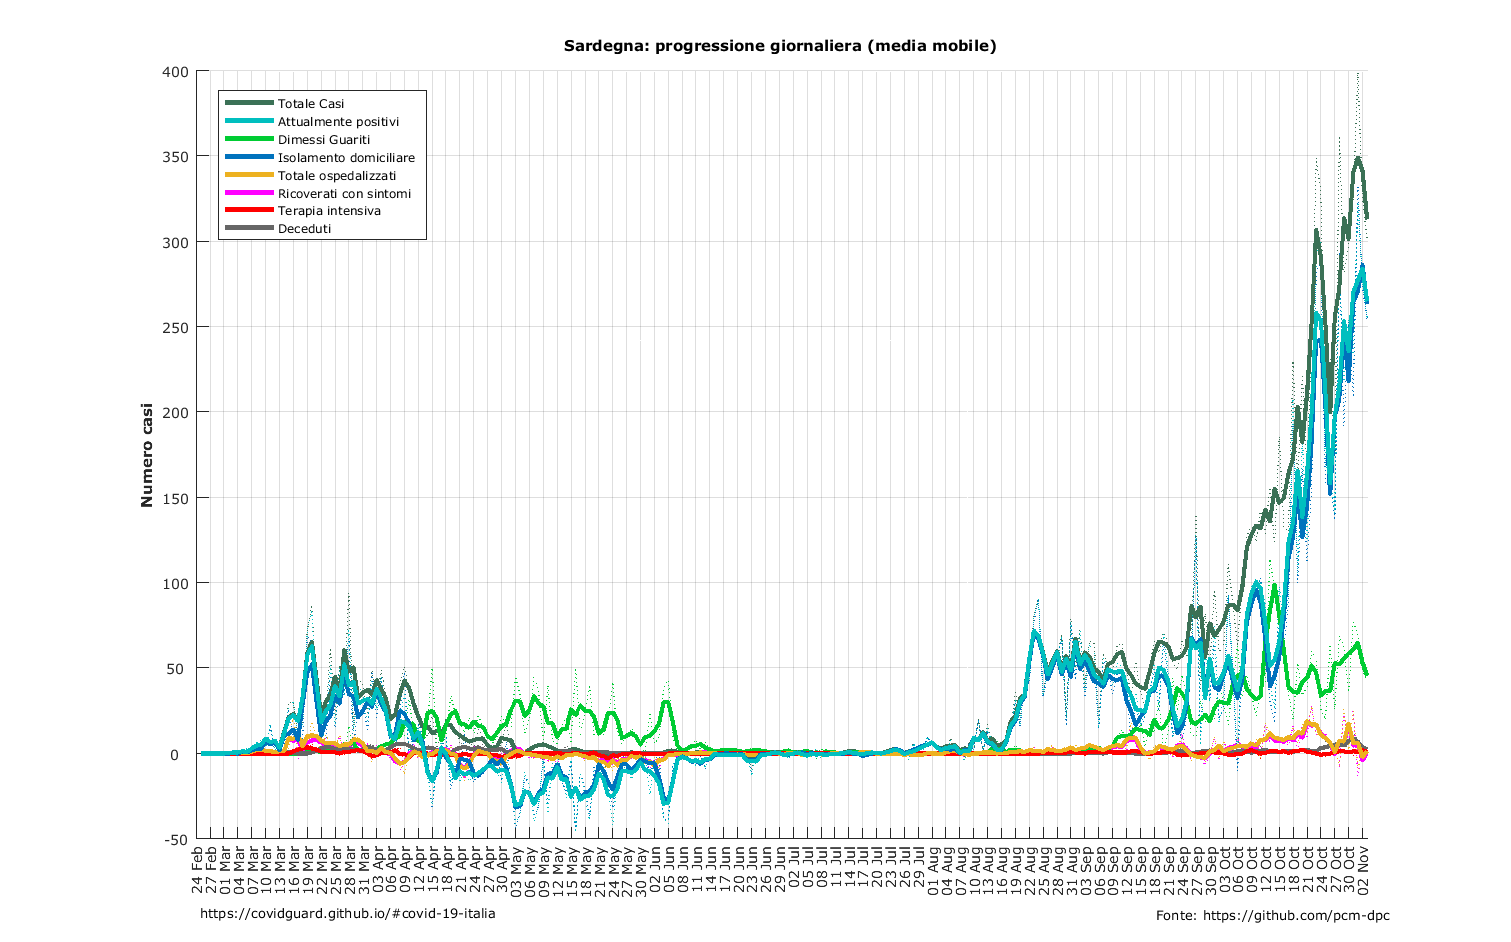 Sardegna: progressione giornaliera (media mobile)
Numero casi
400
350
300
250
200
150
100
50
0
-50
Totale Casi
Attualmente positivi
Dimessi Guariti
Isolamento domiciliare
Totale ospedalizzati
Ricoverati con sintomi
Terapia intensiva
Deceduti
24 Feb
27 Feb
01 Mar
04 Mar
07 Mar
10 Mar
13 Mar
16 Mar
19 Mar
22 Mar
25 Mar
28 Mar
31 Mar
03 Apr
06 Apr
09 Apr
12 Apr
15 Apr
18 Apr
21 Apr
24 Apr
27 Apr
30 Apr
03 May
06 May
09 May
12 May
15 May
18 May
21 May
24 May
27 May
30 May
02 Jun
05 Jun
08 Jun
11 Jun
14 Jun
17 Jun
20 Jun
23 Jun
26 Jun
29 Jun
02 Jul
05 Jul
08 Jul
11 Jul
14 Jul
17 Jul
20 Jul
23 Jul
26 Jul
29 Jul
01 Aug
04 Aug
07 Aug
10 Aug
13 Aug
16 Aug
19 Aug
22 Aug
25 Aug
28 Aug
31 Aug
03 Sep
06 Sep
09 Sep
12 Sep
15 Sep
18 Sep
21 Sep
24 Sep
27 Sep
30 Sep
03 Oct
06 Oct
09 Oct
12 Oct
15 Oct
18 Oct
21 Oct
24 Oct
27 Oct
30 Oct
02 Nov
https://covidguard.github.io/#covid-19-italia
Fonte: https://github.com/pcm-dpc